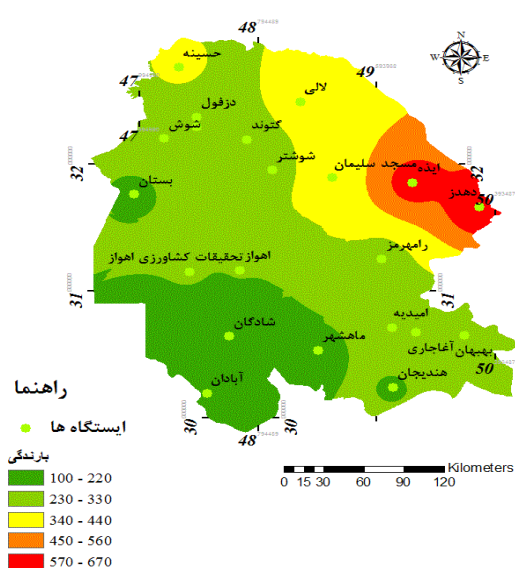 48
N
W E
S
حسینه
49
47
لالی
دزفول
47
شوش
گتوند
32
شوشتر
مسجد سلیمان
ایذه
32
بستان
دهدز
50
رامهرمز
اهواز
تحقیقات کشاورزی اهواز
31
31
امیدیه
شادگان
ماهشهر
آغاجاری
بهبهان
50
هندیجان
آبادان
راهنما
30
48
30
ایستگاه ها
بارندگی
Kilometers
0 15 30 60 90 120
100 - 220
230 - 330
340 - 440
450 - 560
570 - 670